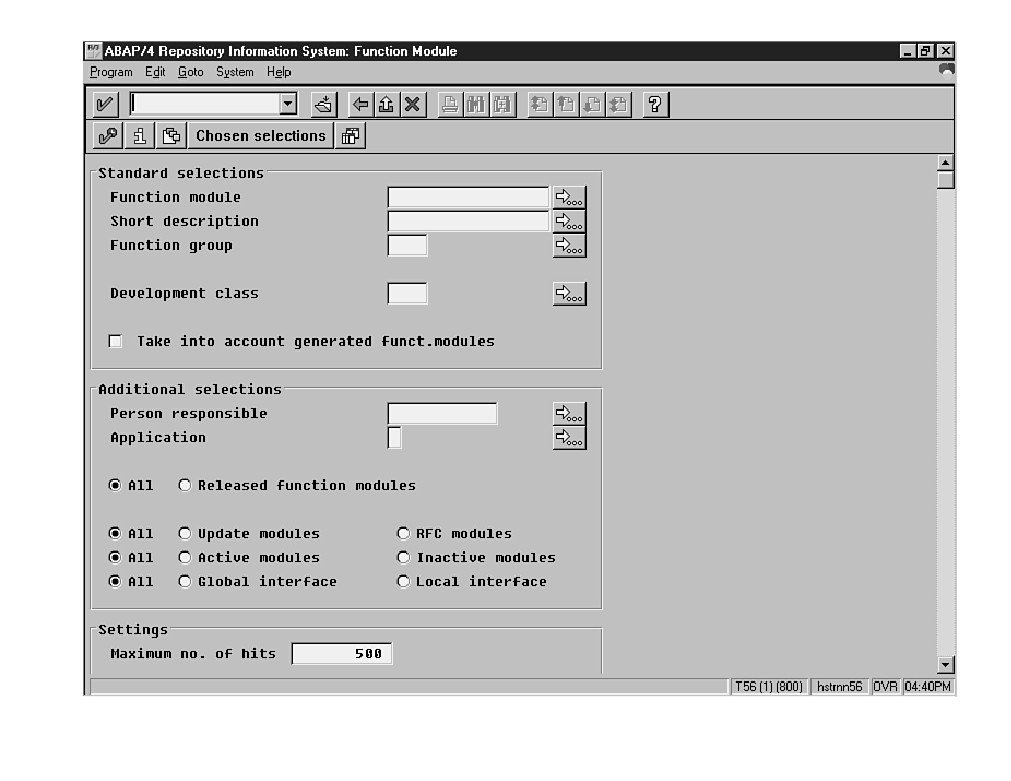 R/3 ABAP/4 Repository Information System: Function Module
Program Edit Goto System Help
Chosen selections
Standard selections
Function module
Short description
Function group
Development class
Take into account generated funct.modules
Additional selections
Person responsible
Application
All Released function modules
All Update modules RFC modules
All Active modules Inactive modules
All Global interface Local interface
Settings
Maximum no. of hits 500
T56 (1) (800) hstrnn56 OVR 04:40PM